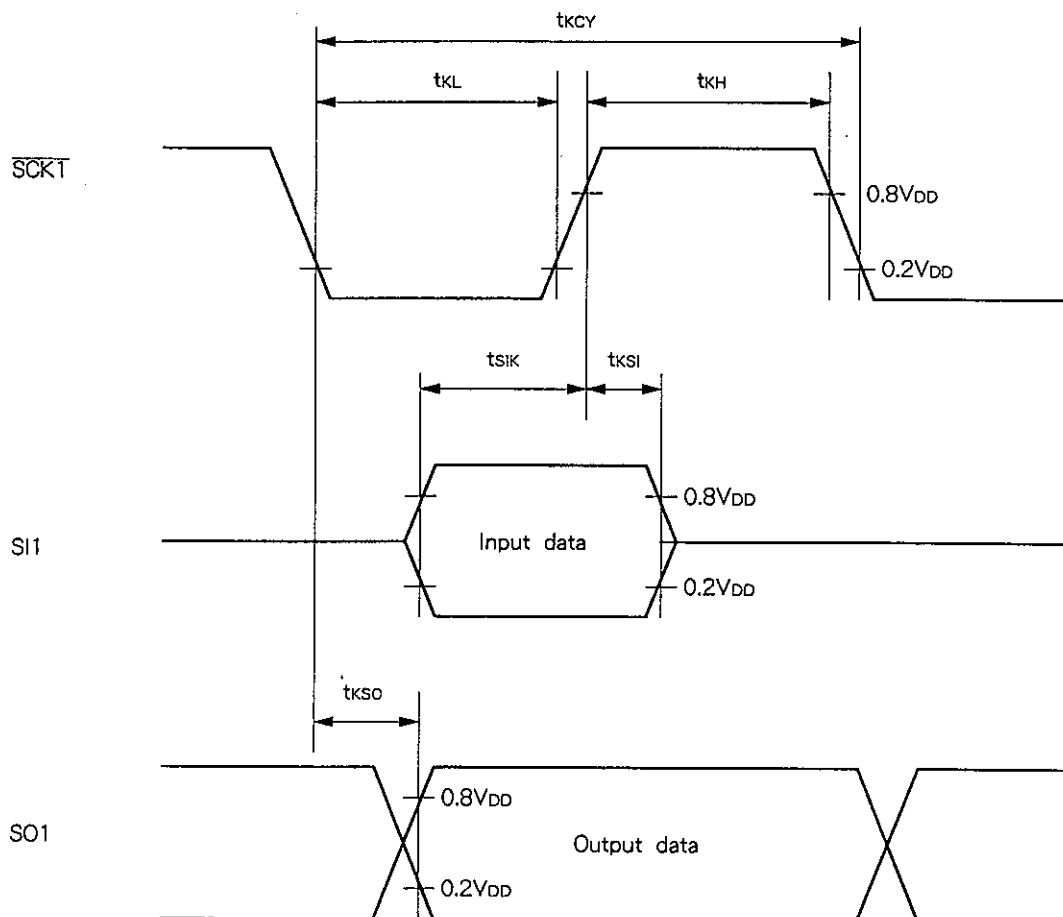 tKCY
tKL
tKH
SCK1
0.8VDD
0.2VDD
tSIK
tKSI
SI1
Input data
0.8VDD
0.2VDD
tKSO
SO1
0.8VDD
Output data
0.2VDD